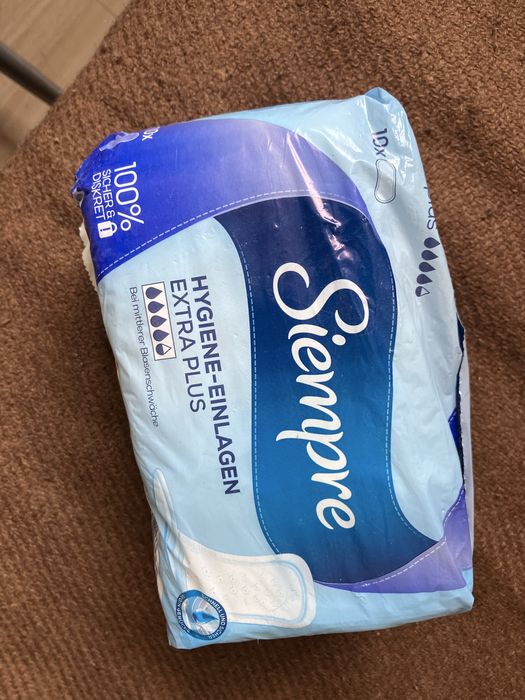 Siempre
HYGIENE-EINLAGEN
EXTRA PLUS
Bei mittlerer Blasenschwäche
100%
SICHER &
DISKRET
10x